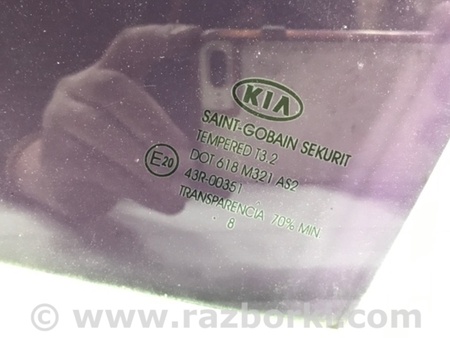 KIA
SAINT-GOBAIN SEKURIT
TEMPERED T3.2
DOT 618 M321 AS2
E20 43R-00351
TRANSPARENCIA 70% MIN
8
© www.razborka.com